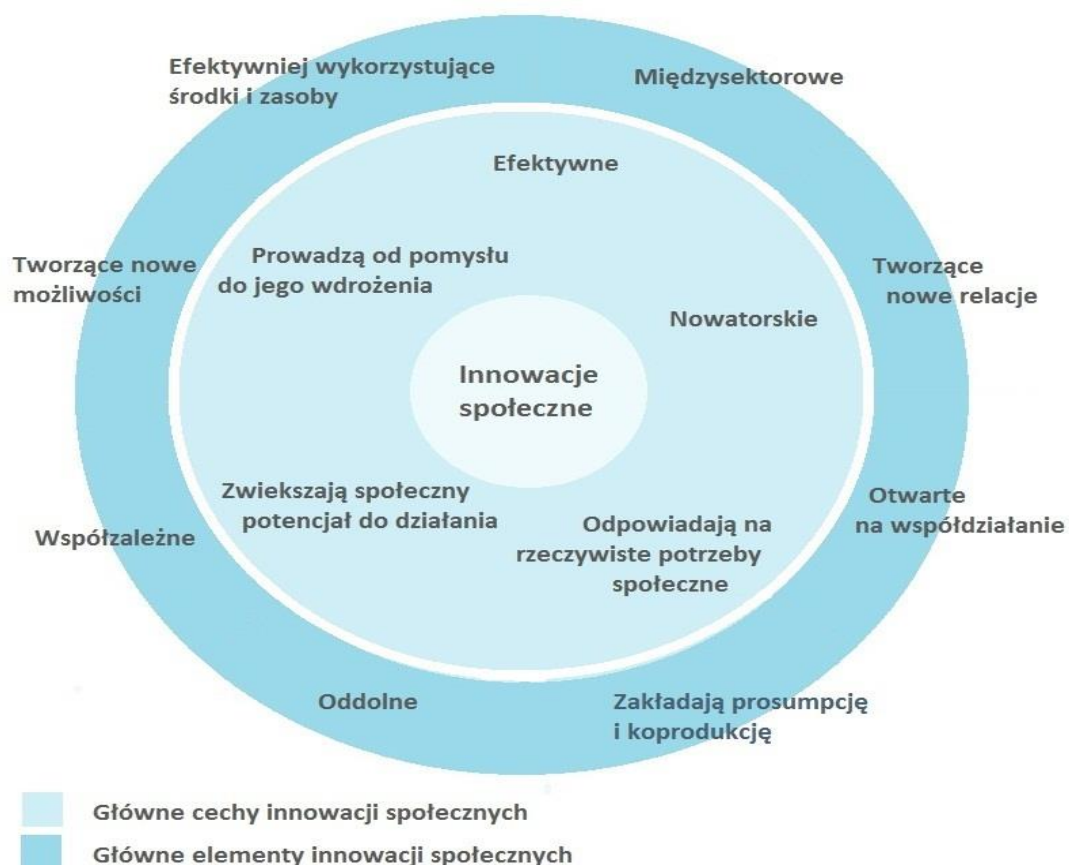 Efektywniej wykorzystujące
środki i zasoby
Międzysektorowe
Efektywne
Prowadzą od pomysłu
do jego wdrożenia
Tworzące nowe
możliwości
Tworzące
nowe relacje
Nowatorskie
Innowacje
społeczne
Zwiekszają społeczny
potencjał do działania
Otwarte
na współdziałanie
Współzależne
Odpowiadają na
rzeczywiste potrzeby
społeczne
Oddolne
Zakładają prosumpcję
i koprodukcję
Główne cechy innowacji społecznych
Główne elementy innowacji społecznych